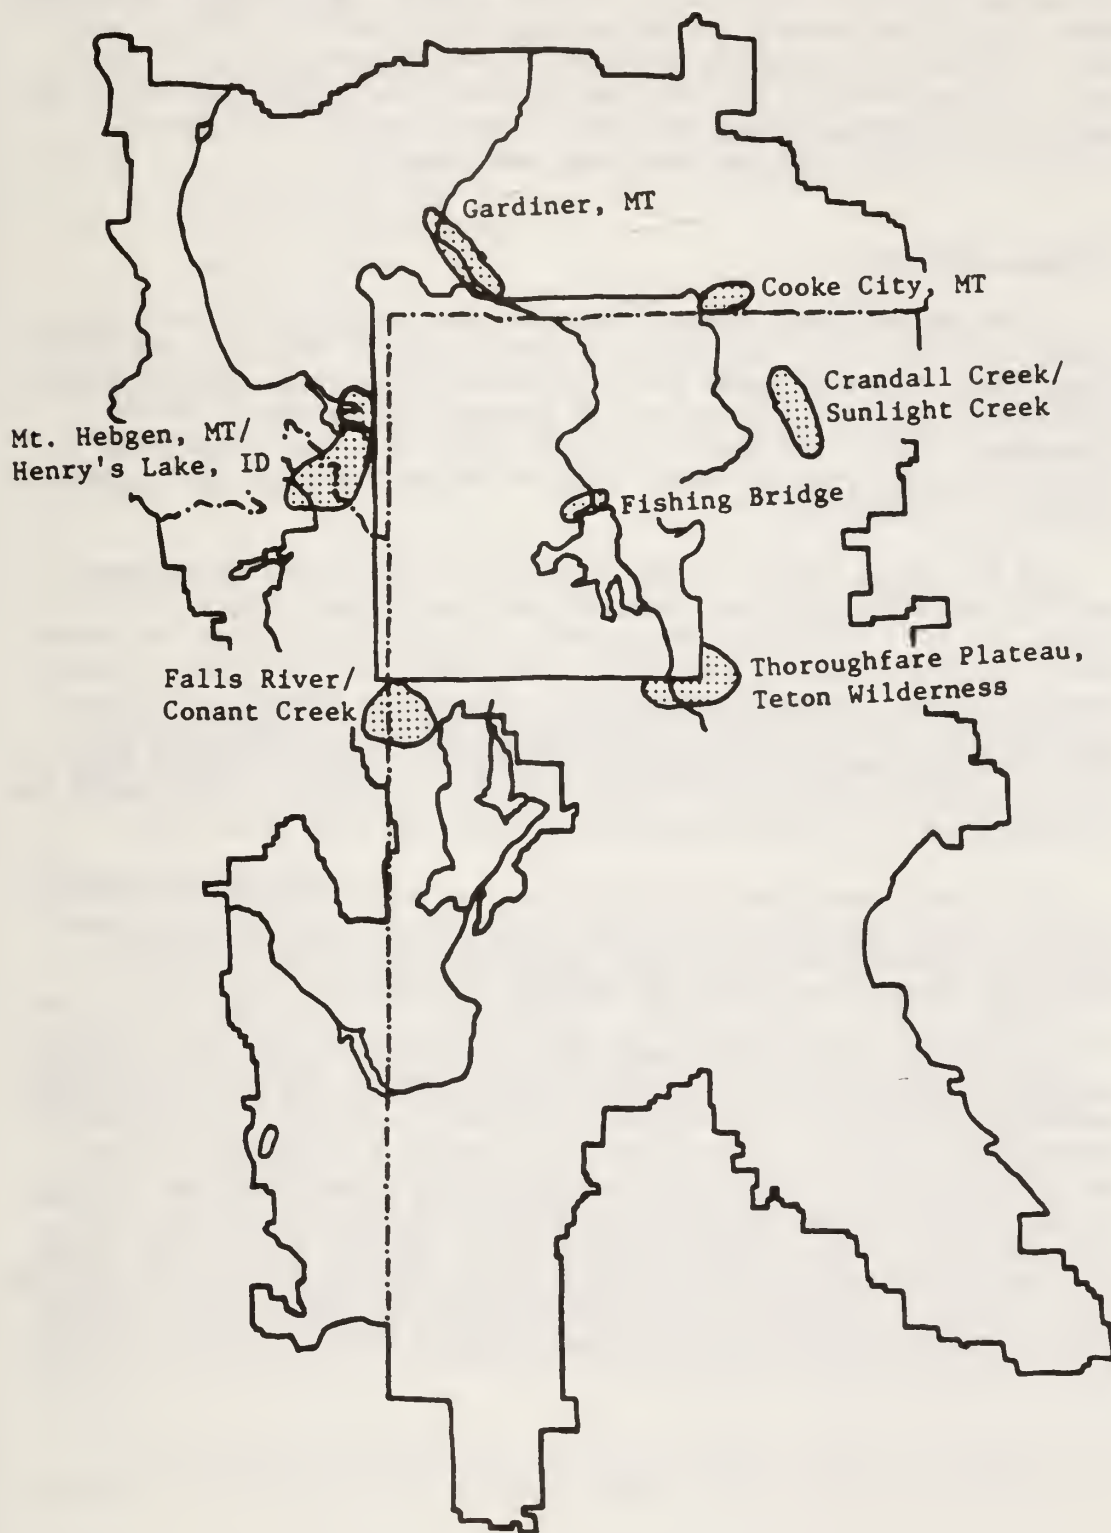 Gardiner, MT
Cooke City, MT
Crandall Creek/
Sunlight Creek
Mt. Hebgen, MT/
Henry's Lake, ID
Fishing Bridge
Thoroughfare Plateau,
Teton Wilderness
Falls River/
Conant Creek